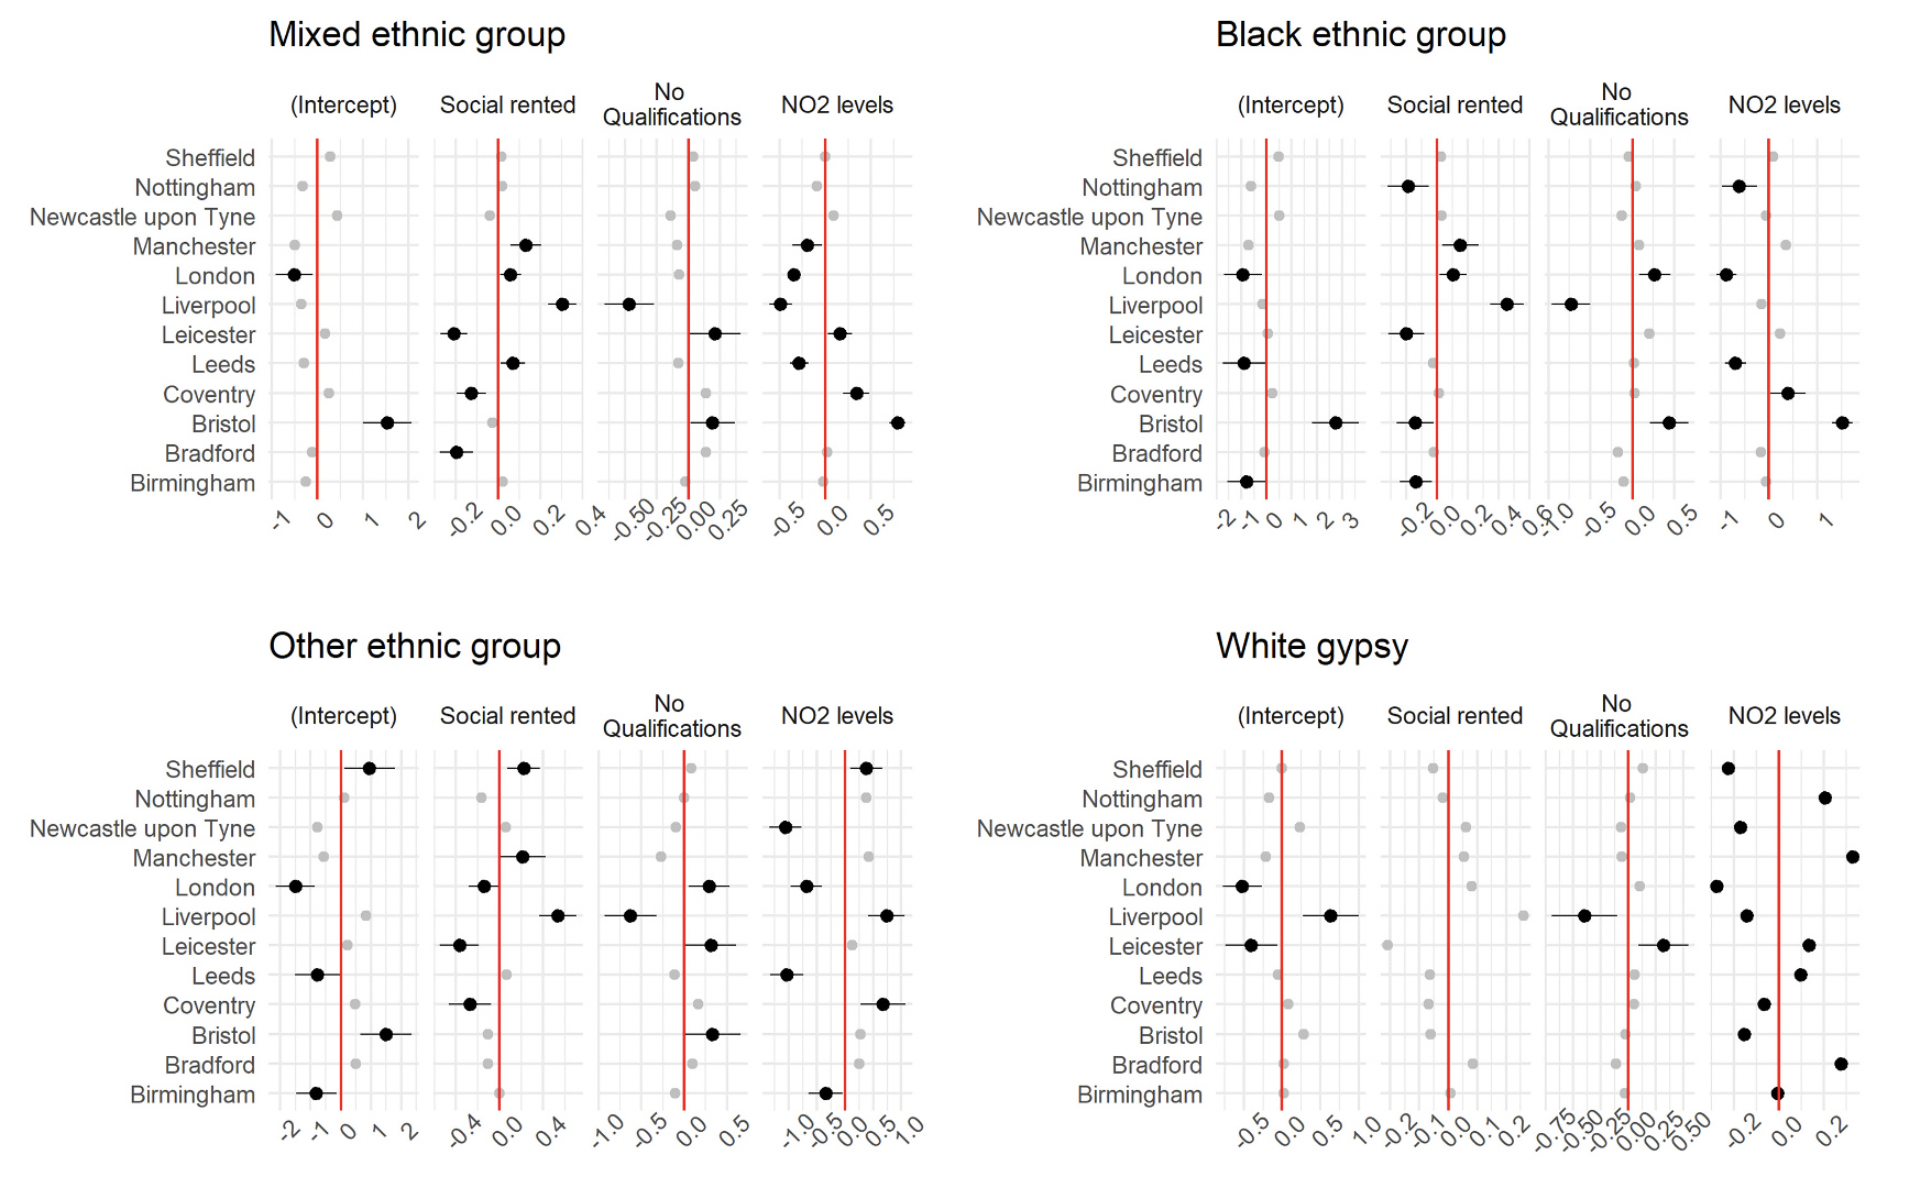 Mixed ethnic group
(Intercept) Social rented No Qualifications NO2 levels
Sheffield
Nottingham
Newcastle upon Tyne
Manchester
London
Liverpool
Leicester
Leeds
Coventry
Bristol
Bradford
Birmingham
-1 0 1 2 -0.2 0.0 0.2 0.4 -0.50 -0.25 0.00 0.25 -0.5 0.0 0.5
Black ethnic group
(Intercept) Social rented No Qualifications NO2 levels
Sheffield
Nottingham
Newcastle upon Tyne
Manchester
London
Liverpool
Leicester
Leeds
Coventry
Bristol
Bradford
Birmingham
-2 -1 0 1 2 3 -0.2 0.0 0.2 0.4 0.6 -1.0 -0.5 0.0 0.5 -1 0 1
Other ethnic group
(Intercept) Social rented No Qualifications NO2 levels
Sheffield
Nottingham
Newcastle upon Tyne
Manchester
London
Liverpool
Leicester
Leeds
Coventry
Bristol
Bradford
Birmingham
-2 -1 0 1 2 -0.4 0.0 0.4 -1.0 -0.5 0.0 0.5 -1.0 -0.5 0.0 0.5 1.0
White gypsy
(Intercept) Social rented No Qualifications NO2 levels
Sheffield
Nottingham
Newcastle upon Tyne
Manchester
London
Liverpool
Leicester
Leeds
Coventry
Bristol
Bradford
Birmingham
-0.5 0.0 0.5 1.0 -0.2 -0.1 0.0 0.1 0.2 -0.75 -0.50 -0.25 0.00 0.25 0.50 -0.2 0.0 0.2